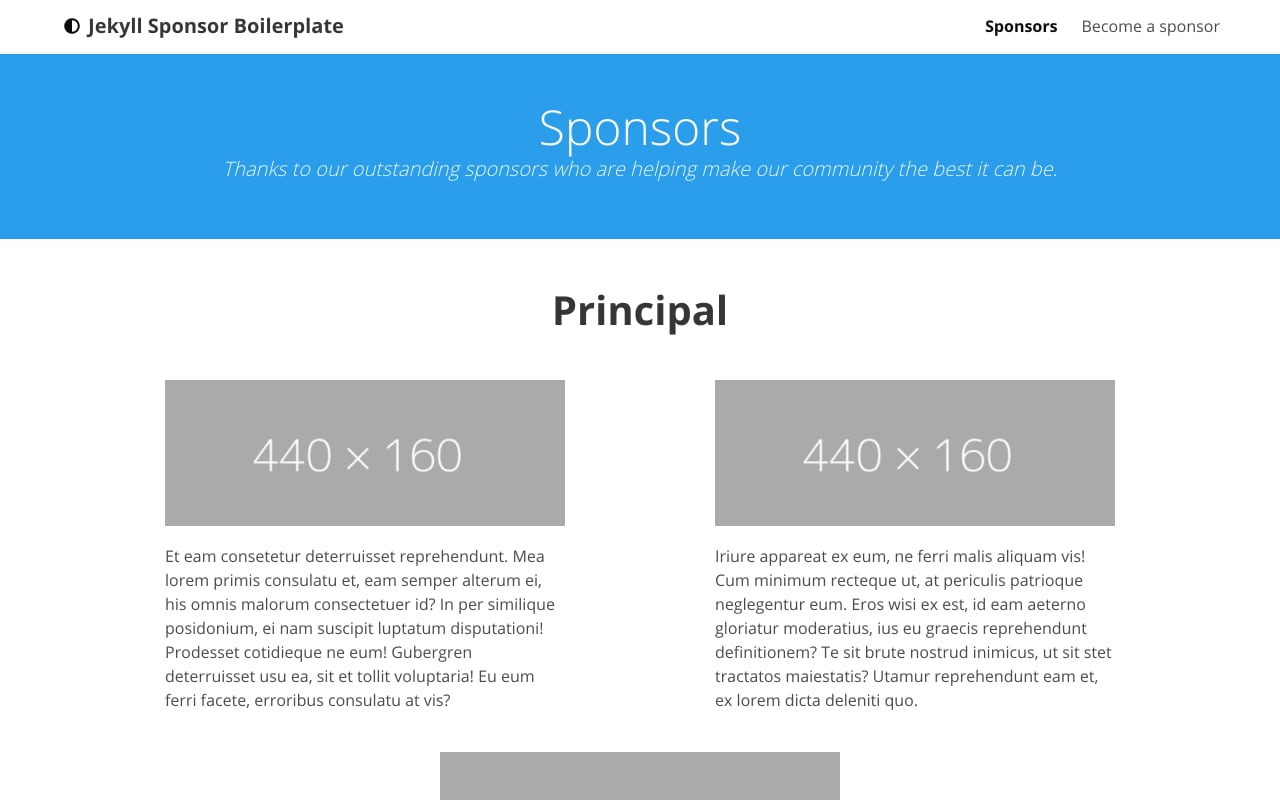 Jekyll Sponsor Boilerplate
Sponsors
Become a sponsor
Sponsors
Thanks to our outstanding sponsors who are helping make our community the best it can be.
Principal
440 × 160
Et eam consetetur deterruisset reprehendunt. Mea
lorem primis consulatu et, eam semper alterum ei,
his omnis malorum consectetuer id? In per similique
posidonium, ei nam suscipit luptatum disputationi!
Prodesset cotidieque ne eum! Gubergren
deterruisset usu ea, sit et tollit voluptaria! Eu eum
ferri facete, erroribus consulatu at vis?
440 × 160
Iriure appareat ex eum, ne ferri malis aliquam vis!
Cum minimum recteque ut, at periculis patrioque
neglegentur eum. Eros wisi ex est, id eam aeterno
gloriatur moderatius, ius eu graecis reprehendunt
definitionem? Te sit brute nostrud inimicus, ut sit stet
tractatos maiestatis? Utamur reprehendunt eam et,
ex lorem dicta deleniti quo.